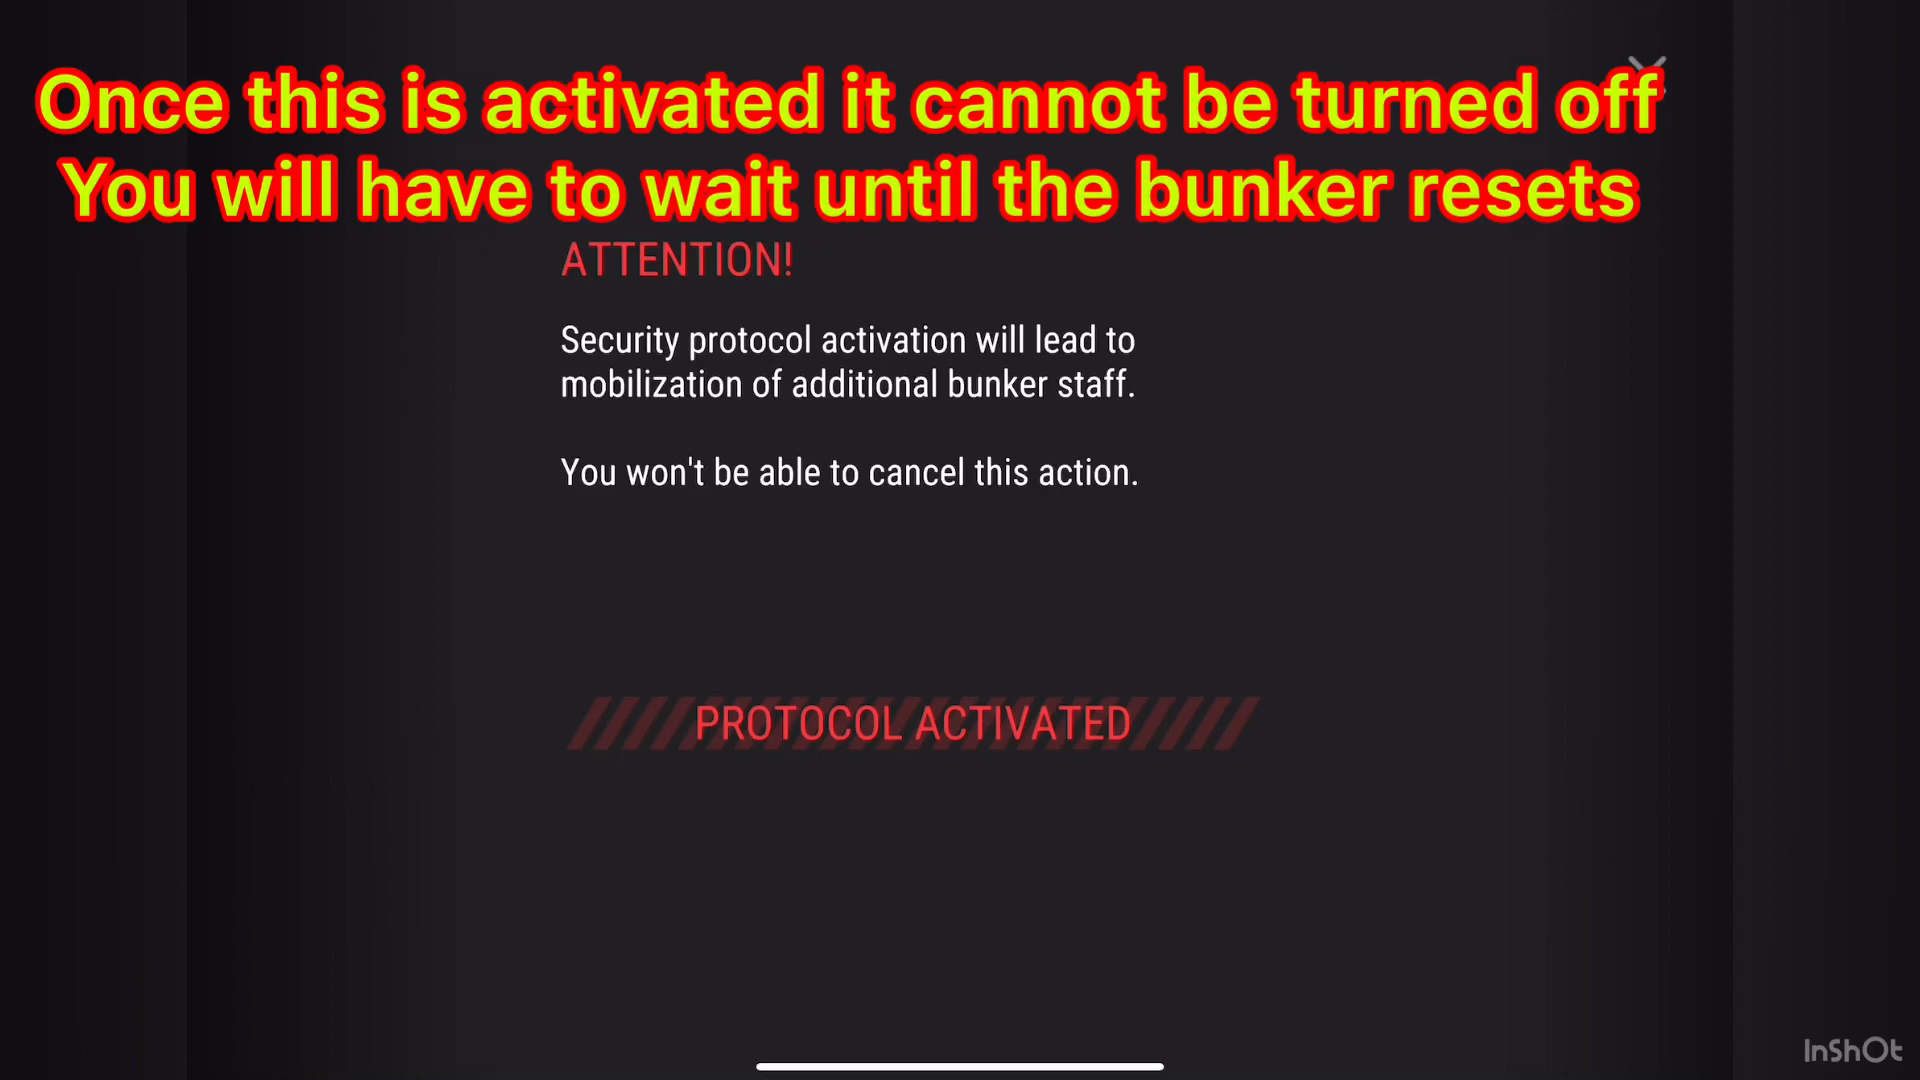 Once this is activated it cannot be turned off
You will have to wait until the bunker resets
ATTENTION!
Security protocol activation will lead to
mobilization of additional bunker staff.
You won't be able to cancel this action.
PROTOCOL ACTIVATED
InShOt